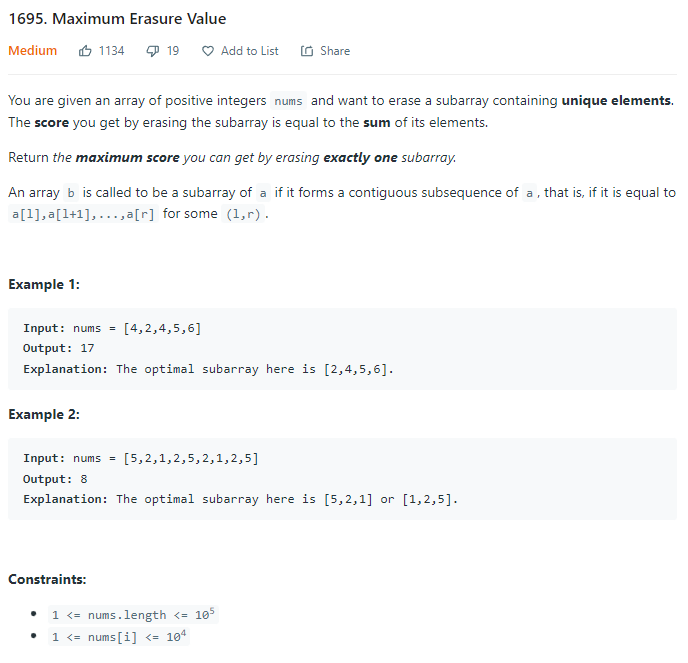 1695. Maximum Erasure Value
Medium 1134 19 Add to List Share
You are given an array of positive integers nums and want to erase a subarray containing unique elements.
The score you get by erasing the subarray is equal to the sum of its elements.
Return the maximum score you can get by erasing exactly one subarray.
An array b is called to be a subarray of a if it forms a contiguous subsequence of a , that is, if it is equal to
a[l],a[l+1],...,a[r] for some (l,r) .
Example 1:
Input: nums = [4,2,4,5,6]
Output: 17
Explanation: The optimal subarray here is [2,4,5,6].
Example 2:
Input: nums = [5,2,1,2,5,2,1,2,5]
Output: 8
Explanation: The optimal subarray here is [5,2,1] or [1,2,5].
Constraints:
• 1 <= nums.length <= 10⁵
• 1 <= nums[i] <= 10⁴